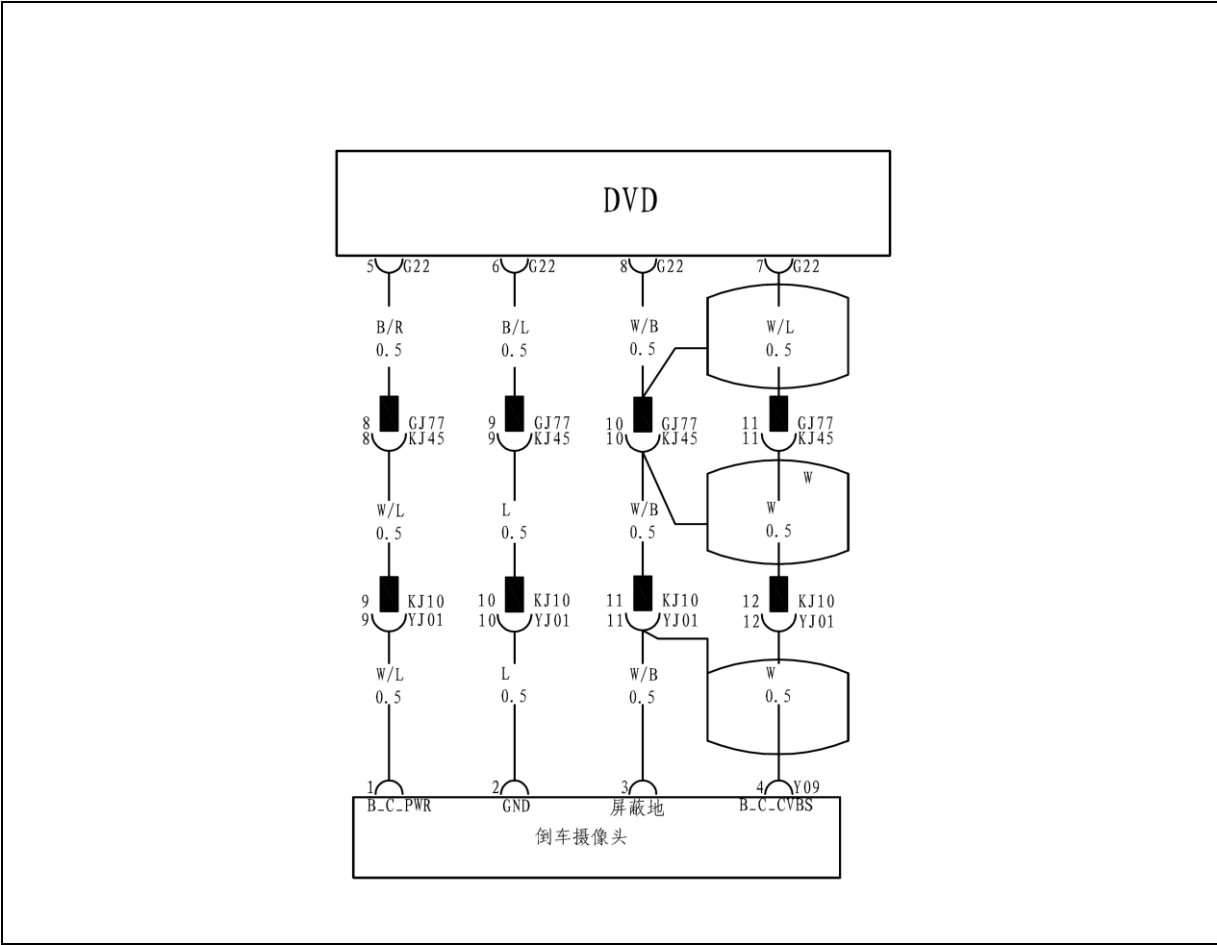 DVD
5 G22 6 G22 8 G22 7 G22
B/R B/L W/B W/L
0.5 0.5 0.5 0.5
8 GJ77 9 GJ77 10 GJ77 11 GJ77
8 KJ45 9 KJ45 10 KJ45 11 KJ45
W
W/L L W/B W
0.5 0.5 0.5 0.5
9 KJ10 10 KJ10 11 KJ10 12 KJ10
9 YJ01 10 YJ01 11 YJ01 12 YJ01
W/L L W/B W
0.5 0.5 0.5 0.5
1 2 3 4 Y09
B_C_PWR GND 屏蔽地 B_C_CVBS
倒车摄像头